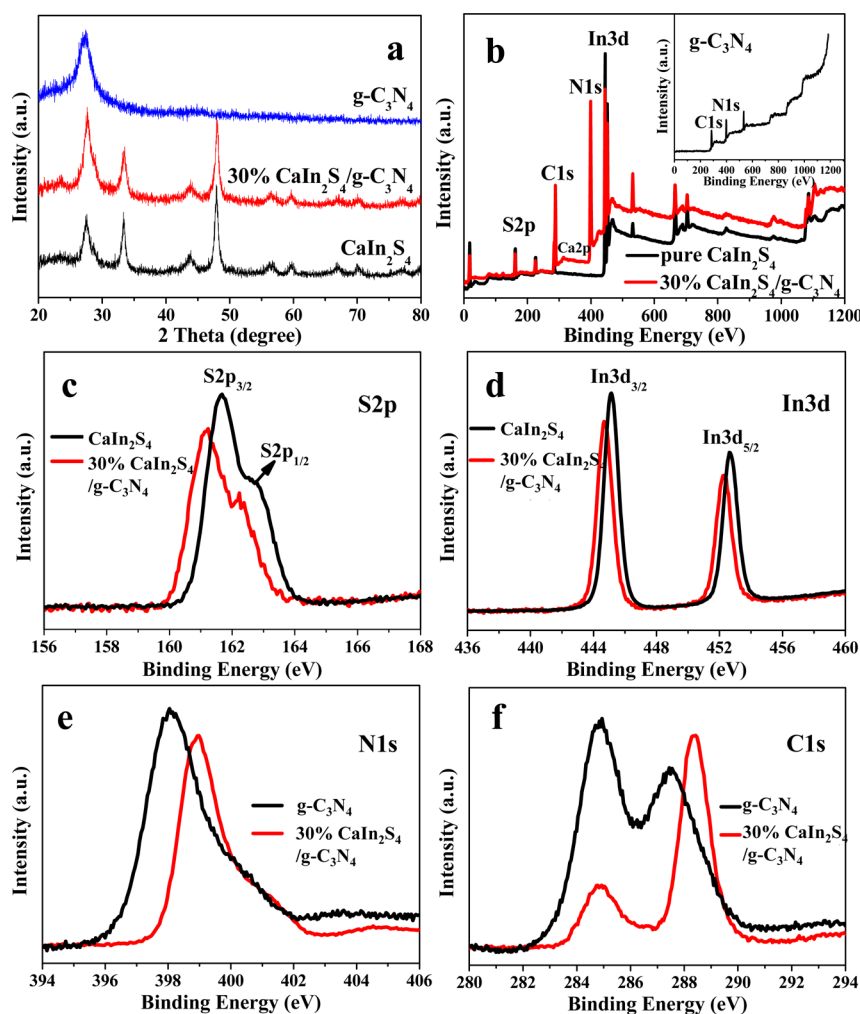 a
g-C₃N₄
30% CaIn₂S₄/g-C₃N₄
CaIn₂S₄
Intensity (a.u.)
20 30 40 50 60 70 80
2 Theta (degree)
b
In3d
N1s
C1s
S2p
Ca2p
pure CaIn₂S₄
30% CaIn₂S₄/g-C₃N₄
Intensity (a.u.)
0 200 400 600 800 1000 1200
Binding Energy (eV)
g-C₃N₄
N1s
C1s
Intensity (a.u.)
0 200 400 600 800 1000 1200
Binding Energy (eV)
c
S2p₃/₂
S2p
CaIn₂S₄
30% CaIn₂S₄
/g-C₃N₄
S2p₁/₂
Intensity (a.u.)
156 158 160 162 164 166 168
Binding Energy (eV)
d
In3d₃/₂
In3d
CaIn₂S₄
30% CaIn₂S
/g-C₃N₄
In3d₅/₂
Intensity (a.u.)
436 440 444 448 452 456 460
Binding Energy (eV)
e
N1s
g-C₃N₄
30% CaIn₂S₄
/g-C₃N₄
Intensity (a.u.)
394 396 398 400 402 404 406
Binding Energy (eV)
f
C1s
g-C₃N₄
30% CaIn₂S₄
/g-C₃N₄
Intensity (a.u.)
280 282 284 286 288 290 292 294
Binding Energy (eV)